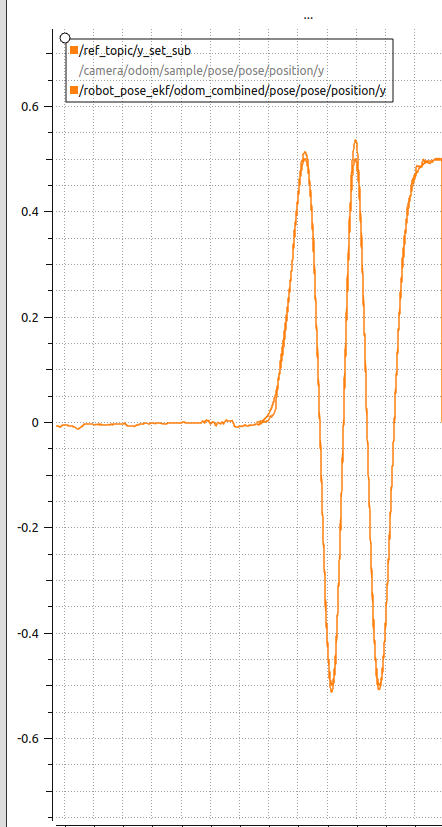 ...
/ref_topic/y_set_sub
/camera/odom/sample/pose/pose/position/y
/robot_pose_ekf/odom_combined/pose/pose/position/y
0.6
0.4
0.2
0
-0.2
-0.4
-0.6